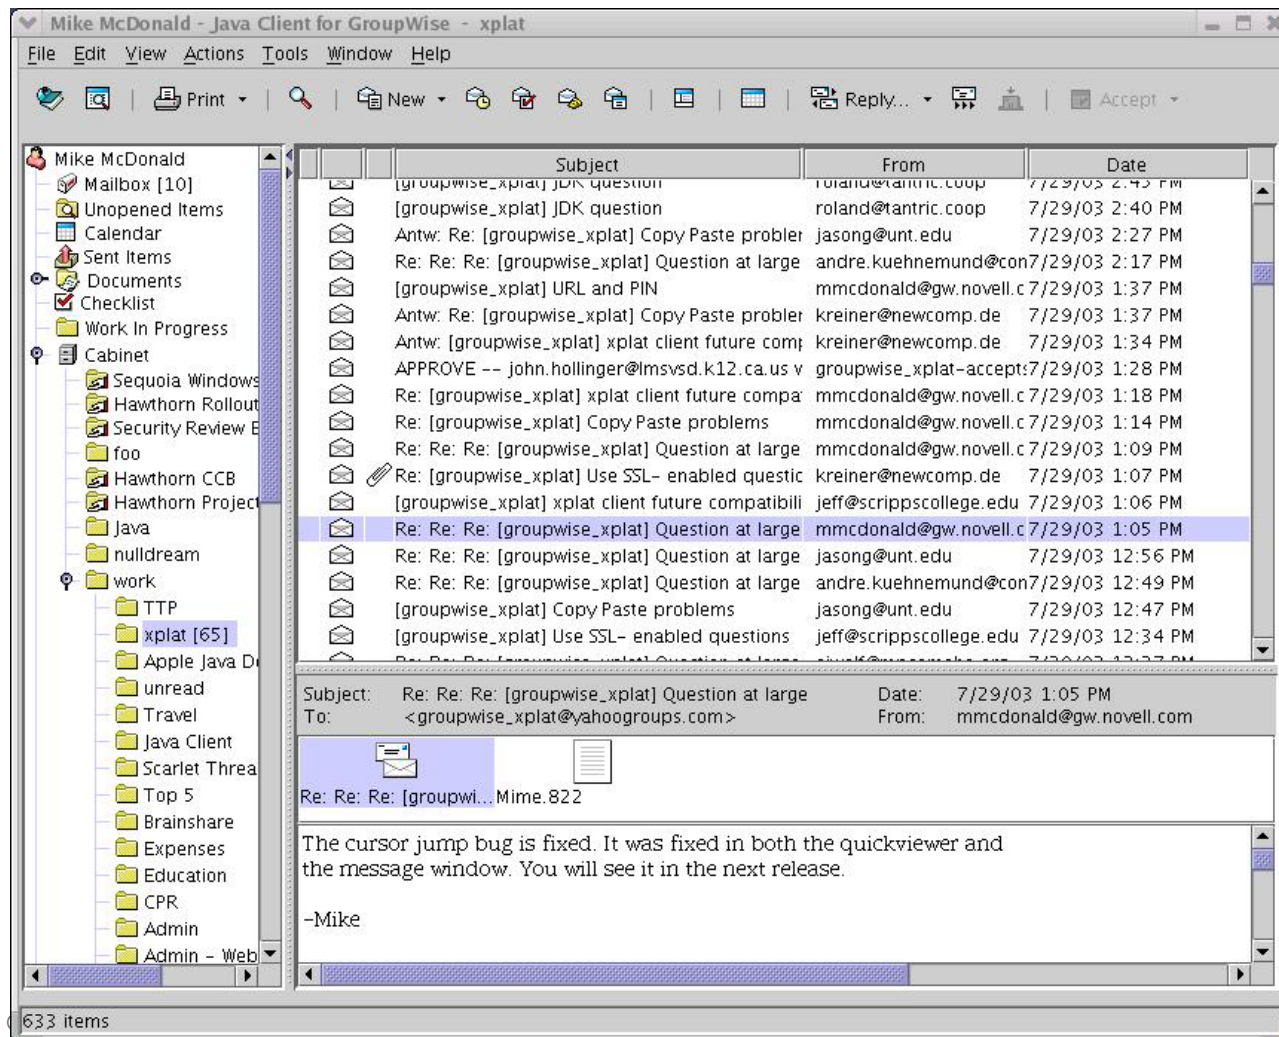 Mike McDonald - Java Client for GroupWise - xplat
File Edit View Actions Tools Window Help
Print New Reply... Accept
Mike McDonald
Mailbox [10]
Unopened Items
Calendar
Sent Items
Documents
Checklist
Work In Progress
Cabinet
Sequoia Windows
Hawthorn Rollout
Security Review E
foo
Hawthorn CCB
Hawthorn Project
Java
nulldream
work
TTP
xplat [65]
Apple Java De
unread
Travel
Java Client
Scarlet Threa
Top 5
Brainshare
Expenses
Education
CPR
Admin
Admin - Web
Subject From Date
[groupwise_xplat] JDK question roland@tantric.coop 7/29/03 2:43 PM
[groupwise_xplat] JDK question roland@tantric.coop 7/29/03 2:40 PM
Antw: Re: [groupwise_xplat] Copy Paste probler jasong@unt.edu 7/29/03 2:27 PM
Re: Re: Re: [groupwise_xplat] Question at large andre.kuehnemund@con 7/29/03 2:17 PM
[groupwise_xplat] URL and PIN mmcdonald@gw.novell.c 7/29/03 1:37 PM
Antw: Re: [groupwise_xplat] Copy Paste probler kreiner@newcomp.de 7/29/03 1:37 PM
Antw: [groupwise_xplat] xplat client future comp kreiner@newcomp.de 7/29/03 1:34 PM
APPROVE -- john.hollinger@lmsvsd.k12.ca.us v groupwise_xplat-accept 7/29/03 1:28 PM
Re: [groupwise_xplat] xplat client future compa mmcdonald@gw.novell.c 7/29/03 1:18 PM
Re: [groupwise_xplat] Copy Paste problems mmcdonald@gw.novell.c 7/29/03 1:14 PM
Re: Re: Re: [groupwise_xplat] Question at large mmcdonald@gw.novell.c 7/29/03 1:09 PM
Re: [groupwise_xplat] Use SSL- enabled questic kreiner@newcomp.de 7/29/03 1:07 PM
[groupwise_xplat] xplat client future compatibili jeff@scrippscollege.edu 7/29/03 1:06 PM
Re: Re: Re: [groupwise_xplat] Question at large mmcdonald@gw.novell.c 7/29/03 1:05 PM
Re: Re: Re: [groupwise_xplat] Question at large jasong@unt.edu 7/29/03 12:56 PM
Re: Re: Re: [groupwise_xplat] Question at large andre.kuehnemund@con 7/29/03 12:49 PM
[groupwise_xplat] Copy Paste problems jasong@unt.edu 7/29/03 12:47 PM
[groupwise_xplat] Use SSL- enabled questions jeff@scrippscollege.edu 7/29/03 12:34 PM
Subject: Re: Re: Re: [groupwise_xplat] Question at large Date: 7/29/03 1:05 PM
To: <groupwise_xplat@yahoogroups.com> From: mmcdonald@gw.novell.com
Re: Re: Re: [groupwi... Mime.822
The cursor jump bug is fixed. It was fixed in both the quickviewer and
the message window. You will see it in the next release.
-Mike
633 items